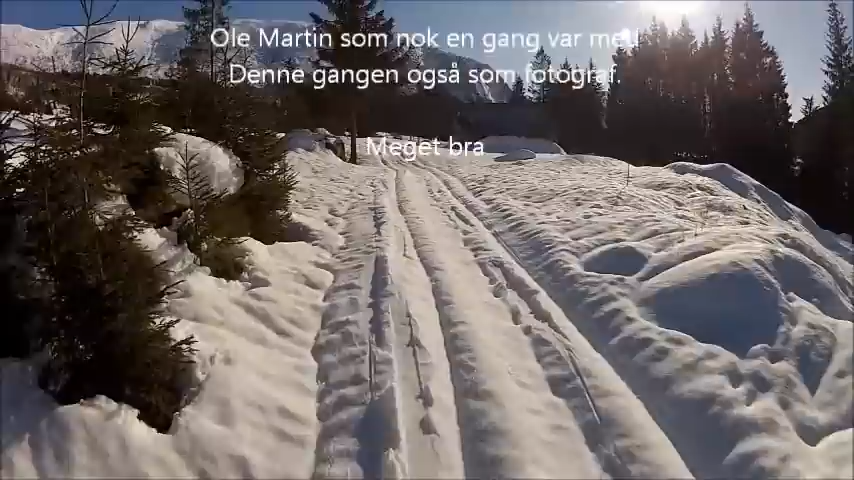 Ole Martin som nok en gang var med!
Denne gangen også som fotograf.
Meget bra